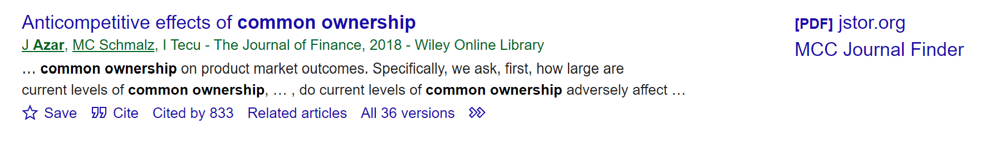 Anticompetitive effects of common ownership
J Azar, MC Schmalz, I Tecu - The Journal of Finance, 2018 - Wiley Online Library
… common ownership on product market outcomes. Specifically, we ask, first, how large are
current levels of common ownership, … , do current levels of common ownership adversely affect …
Save Cite Cited by 833 Related articles All 36 versions
[PDF] jstor.org
MCC Journal Finder